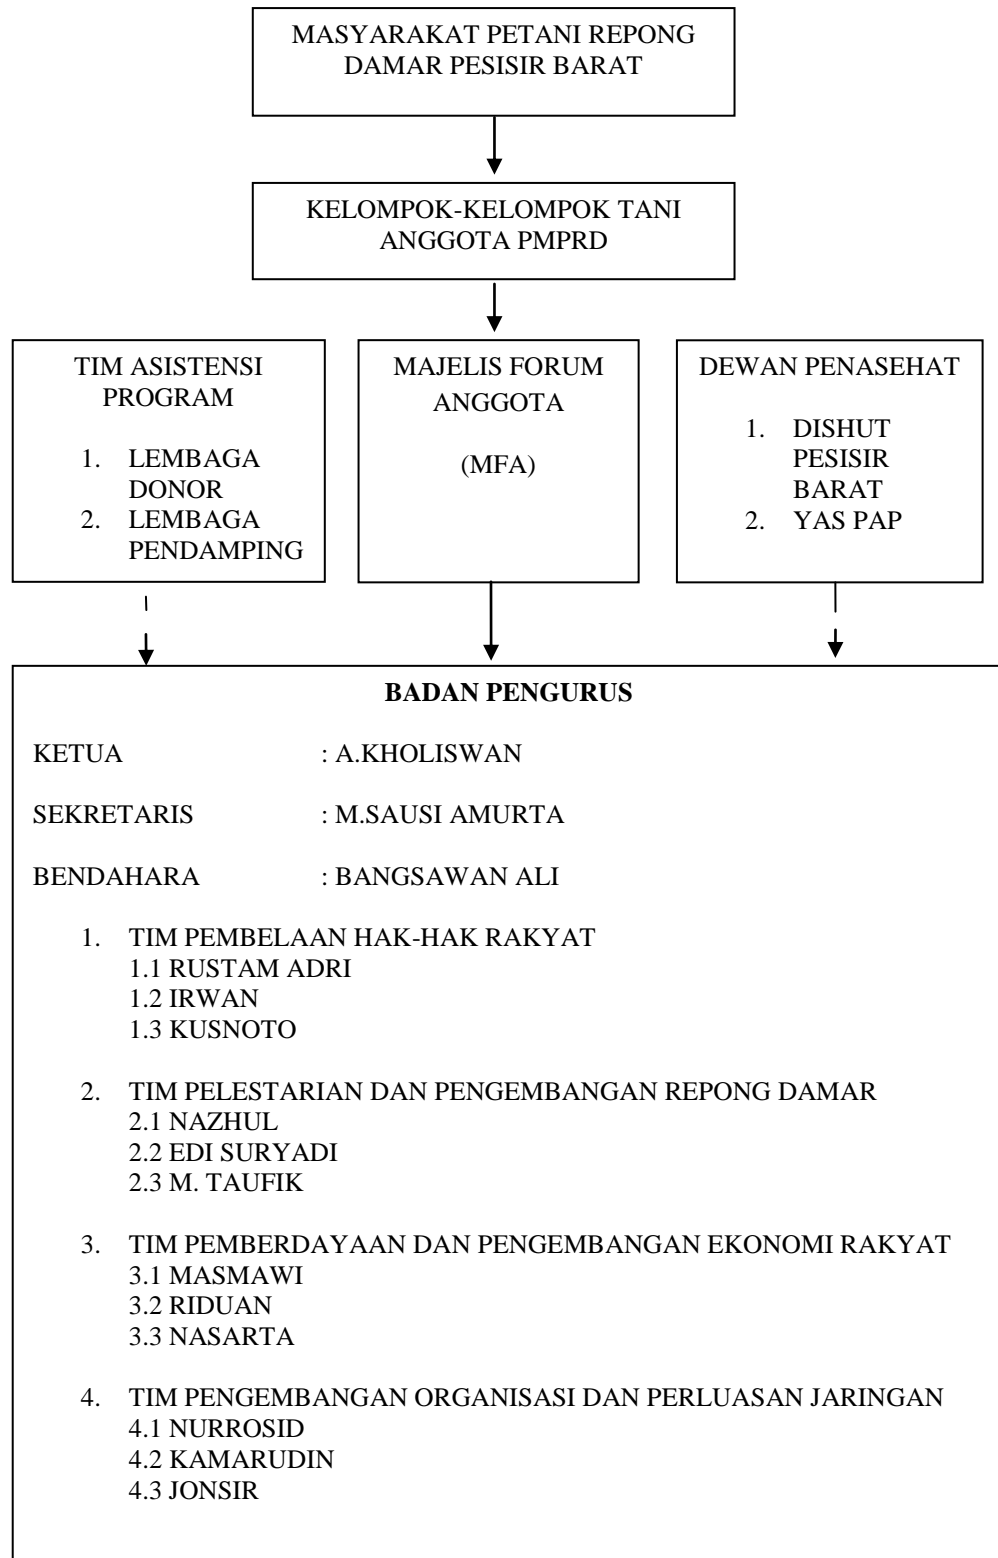 MASYARAKAT PETANI REPONG
DAMAR PESISIR BARAT
KELOMPOK-KELOMPOK TANI
ANGGOTA PMPRD
TIM ASISTENSI
PROGRAM
1. LEMBAGA
DONOR
2. LEMBAGA
PENDAMPING
MAJELIS FORUM
ANGGOTA
(MFA)
DEWAN PENASEHAT
1. DISHUT
PESISIR
BARAT
2. YAS PAP
BADAN PENGURUS
KETUA : A.KHOLISWAN
SEKRETARIS : M.SAUSI AMURTA
BENDAHARA : BANGSAWAN ALI
1. TIM PEMBELAAN HAK-HAK RAKYAT
1.1 RUSTAM ADRI
1.2 IRWAN
1.3 KUSNOTO
2. TIM PELESTARIAN DAN PENGEMBANGAN REPONG DAMAR
2.1 NAZHUL
2.2 EDI SURYADI
2.3 M. TAUFIK
3. TIM PEMBERDAYAAN DAN PENGEMBANGAN EKONOMI RAKYAT
3.1 MASMAWI
3.2 RIDUAN
3.3 NASARTA
4. TIM PENGEMBANGAN ORGANISASI DAN PERLUASAN JARINGAN
4.1 NURROSID
4.2 KAMARUDIN
4.3 JONSIR